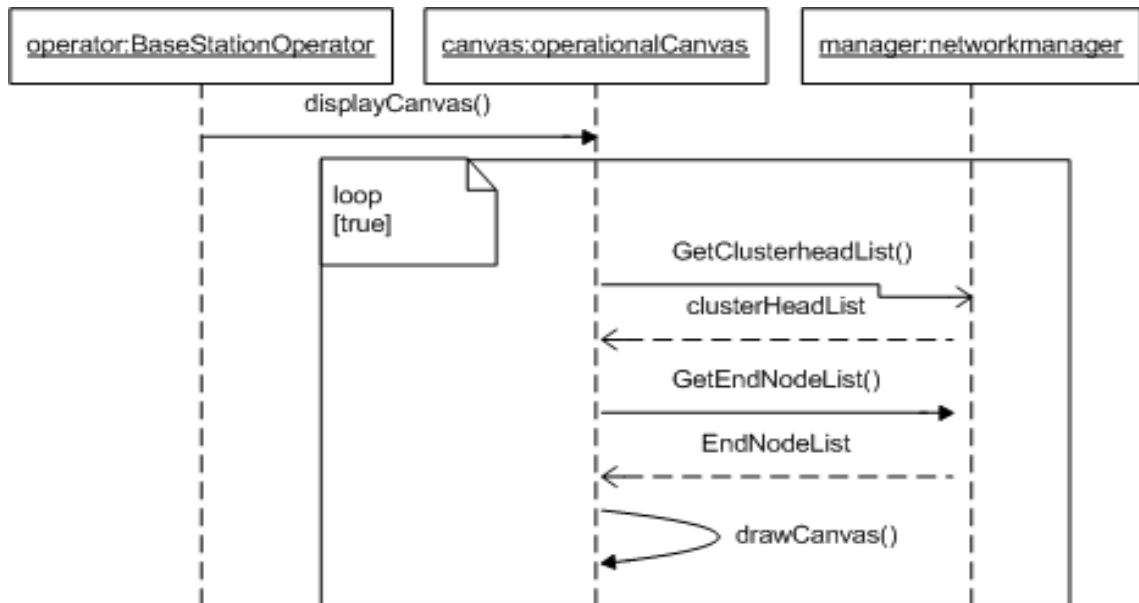 operator:BaseStationOperator
canvas:operationalCanvas
manager:networkmanager
displayCanvas()
loop
[true]
GetClusterheadList()
clusterHeadList
GetEndNodeList()
EndNodeList
drawCanvas()